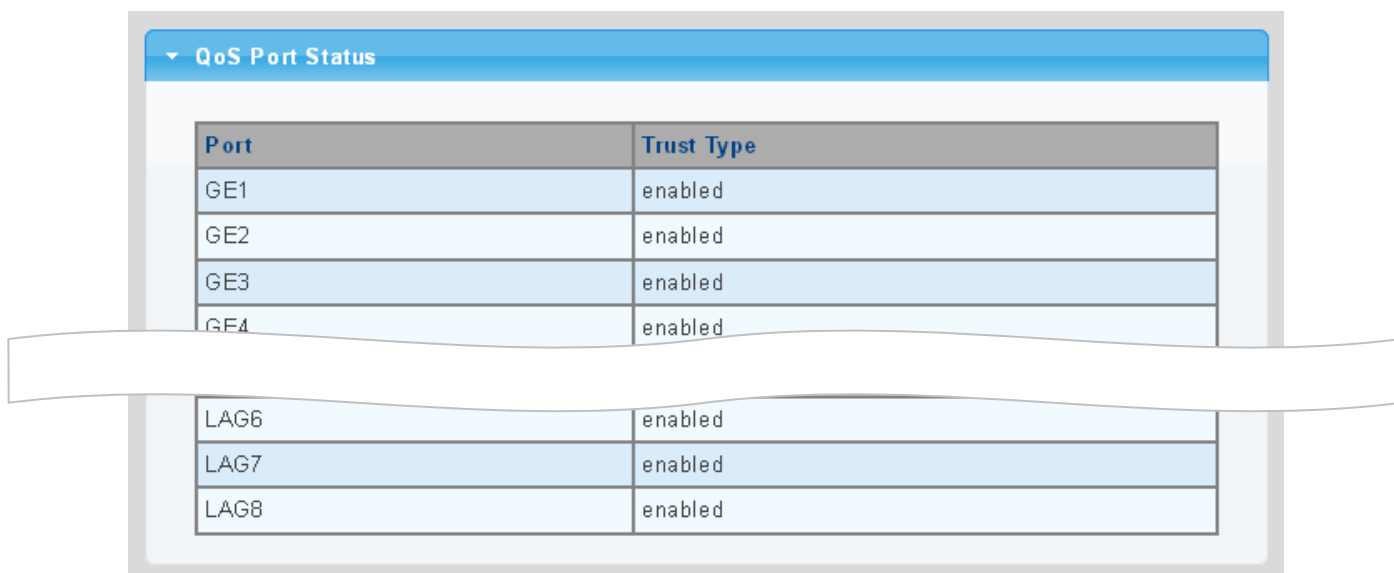 QoS Port Status
Port Trust Type
GE1 enabled
GE2 enabled
GE3 enabled
GE4 enabled
LAG6 enabled
LAG7 enabled
LAG8 enabled